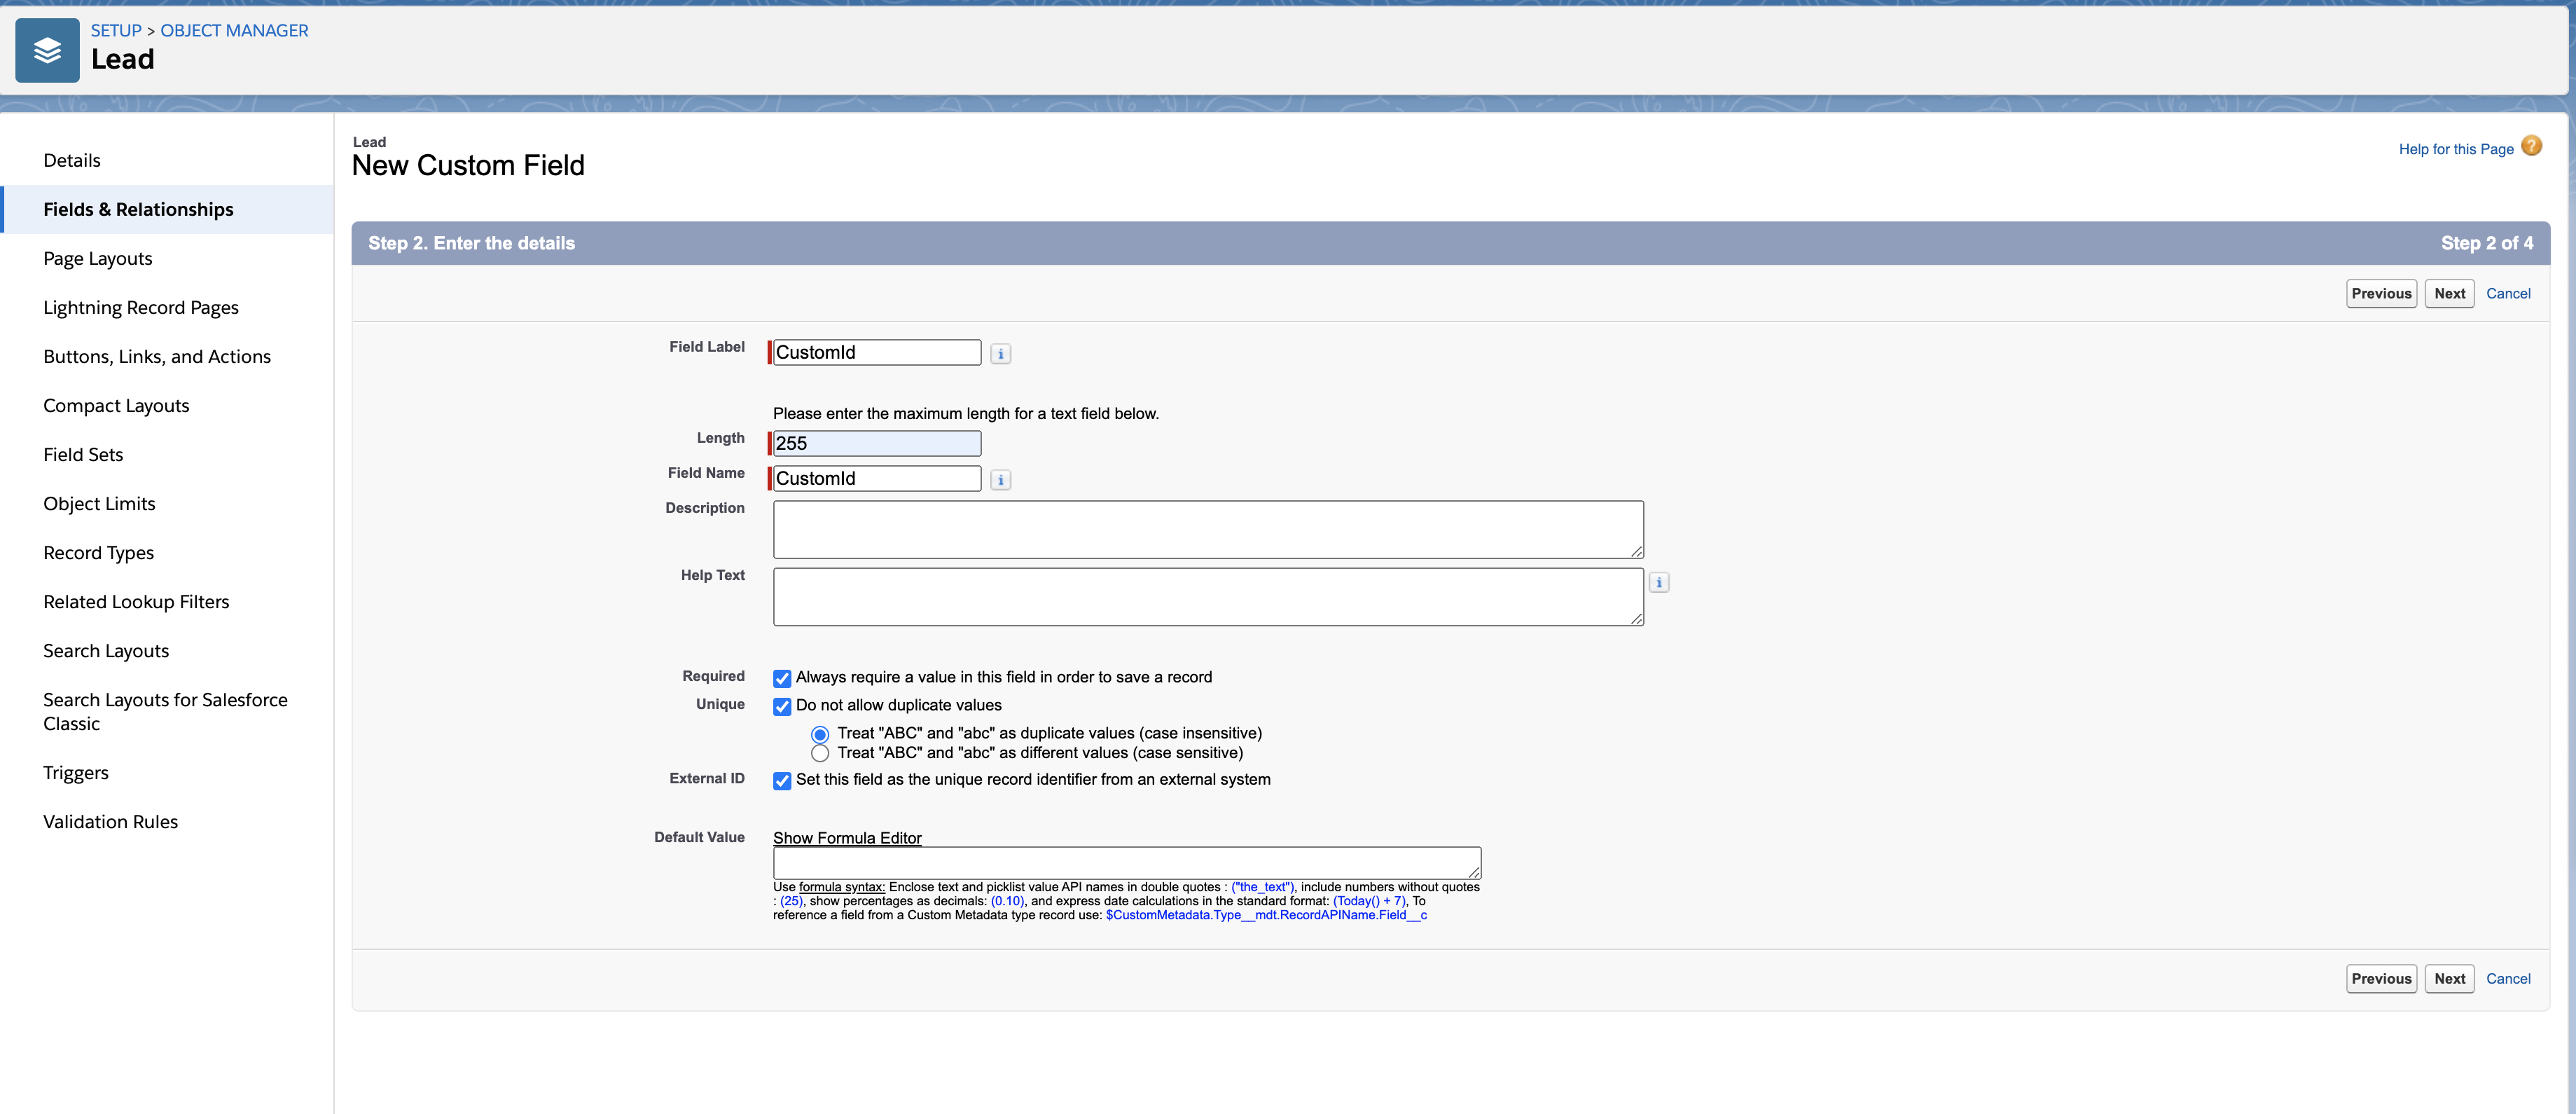 SETUP > OBJECT MANAGER
Lead
Details
Fields & Relationships
Page Layouts
Lightning Record Pages
Buttons, Links, and Actions
Compact Layouts
Field Sets
Object Limits
Record Types
Related Lookup Filters
Search Layouts
Search Layouts for Salesforce
Classic
Triggers
Validation Rules
Lead
New Custom Field
Help for this Page ?
Step 2. Enter the details Step 2 of 4
Previous Next Cancel
Field Label CustomId i
Please enter the maximum length for a text field below.
Length 255
Field Name CustomId i
Description
Help Text i
Required Always require a value in this field in order to save a record
Unique Do not allow duplicate values
Treat "ABC" and "abc" as duplicate values (case insensitive)
Treat "ABC" and "abc" as different values (case sensitive)
External ID Set this field as the unique record identifier from an external system
Default Value Show Formula Editor
Use formula syntax: Enclose text and picklist value API names in double quotes : ("the_text"), include numbers without quotes
: (25), show percentages as decimals: (0.10), and express date calculations in the standard format: (Today() + 7), To
reference a field from a Custom Metadata type record use: $CustomMetadata.Type__mdt.RecordAPIName.Field__c
Previous Next Cancel